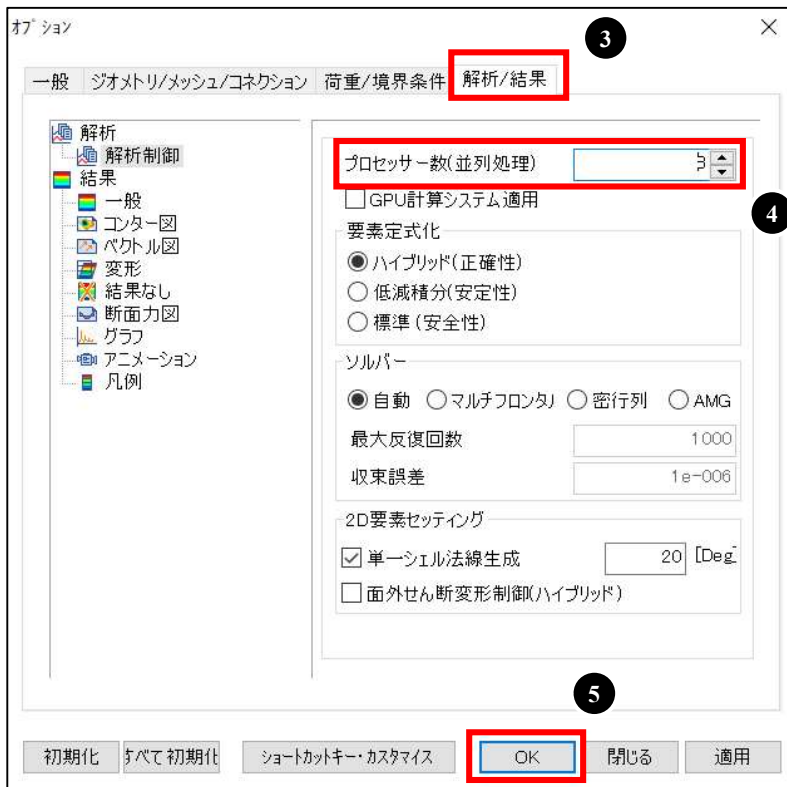 オプション
3
一般 ジオメトリ/メッシュ/コネクション 荷重/境界条件 解析/結果
解析
解析制御
結果
一般
コンター図
ベクトル図
変形
結果なし
断面力図
グラフ
アニメーション
凡例
プロセッサー数(並列処理)
4
GPU計算システム適用
要素定式化
ハイブリッド(正確性)
低減積分(安定性)
標準 (安全性)
ソルバー
自動 マルチフロンタル 密行列 AMG
最大反復回数 1000
収束誤差 1e-006
2D要素セッティング
単一シェル法線生成 20 [Deg
面外せん断変形制御(ハイブリッド)
5
初期化 すべて初期化 ショートカットキー・カスタマイス OK 閉じる 適用